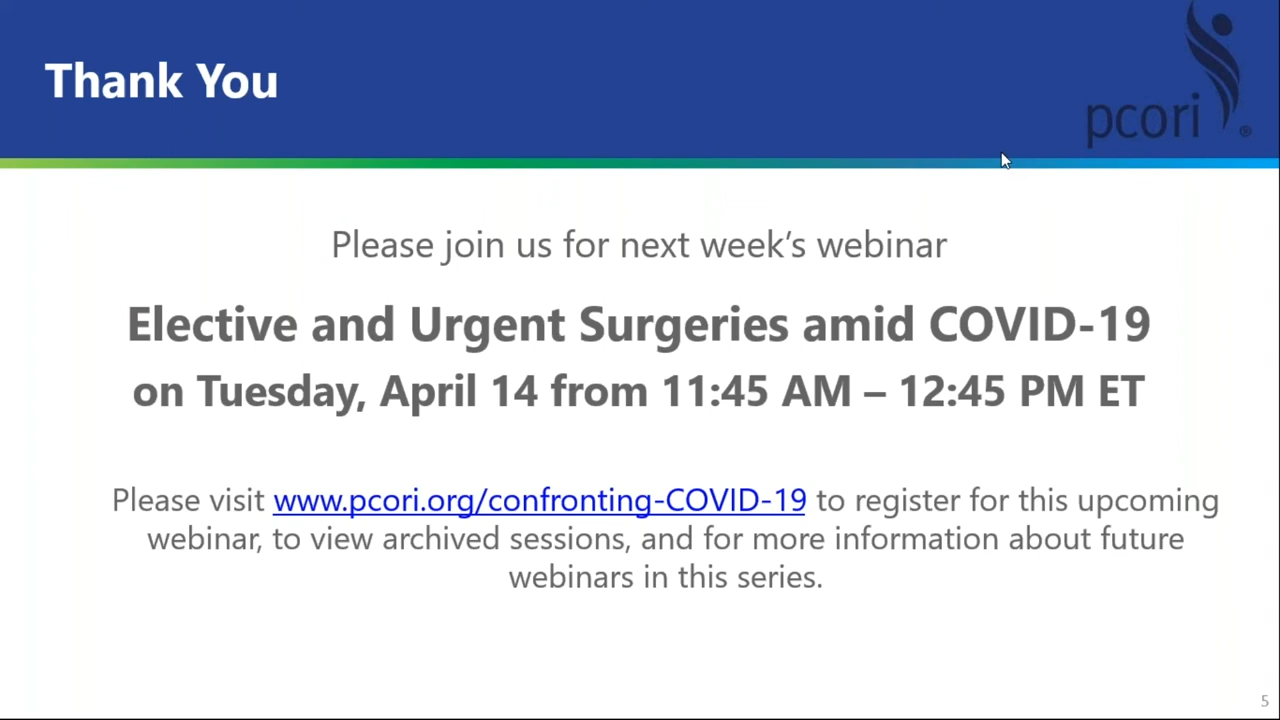 Thank You
pcori®
Please join us for next week’s webinar
Elective and Urgent Surgeries amid COVID-19
on Tuesday, April 14 from 11:45 AM – 12:45 PM ET
Please visit www.pcori.org/confronting-COVID-19 to register for this upcoming
webinar, to view archived sessions, and for more information about future
webinars in this series.
5